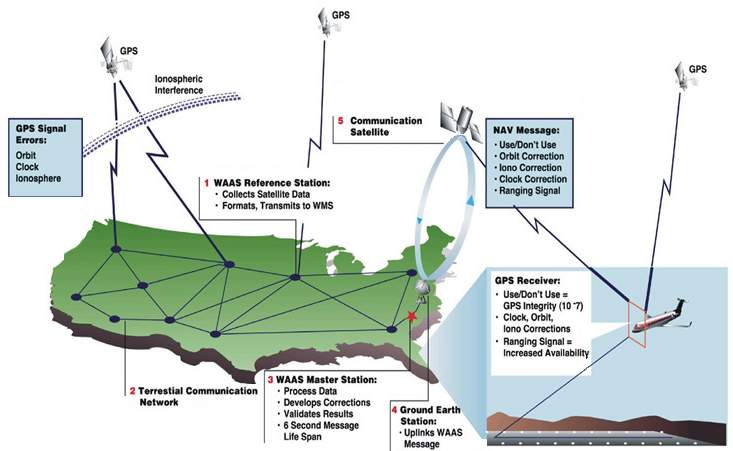 GPS
GPS
GPS
Ionospheric
Interference
GPS Signal
Errors:
Orbit
Clock
Ionosphere
5 Communication
Satellite
NAV Message:
• Use/Don't Use
• Orbit Correction
• Iono Correction
• Clock Correction
• Ranging Signal
1 WAAS Reference Station:
• Collects Satellite Data
• Formats, Transmits to WMS
GPS Receiver:
• Use/Don't Use =
GPS Integrity (10⁻7)
• Clock, Orbit,
Iono Corrections
• Ranging Signal =
Increased Availability
2 Terrestial Communication
Network
3 WAAS Master Station:
• Process Data
• Develops Corrections
• Validates Results
• 6 Second Message
Life Span
4 Ground Earth
Station:
• Uplinks WAAS
Message